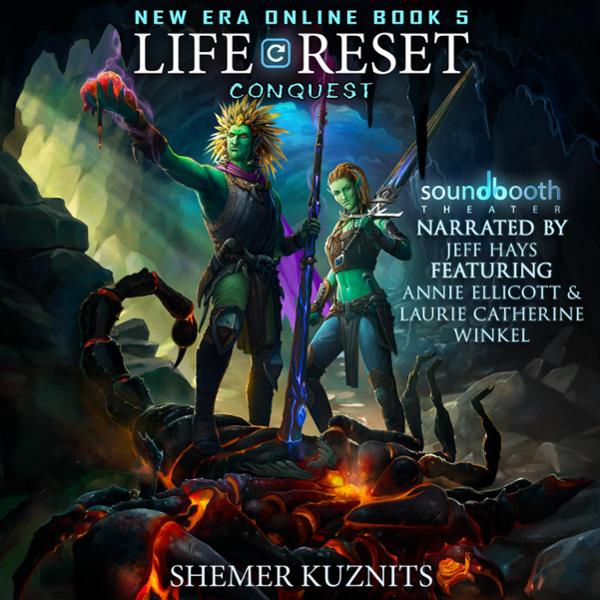 NEW ERA ONLINE BOOK 5
LIFE RESET
CONQUEST
soundbooth
THEATER
NARRATED BY
JEFF HAYS
FEATURING
ANNIE ELLICOTT &
LAURIE CATHERINE
WINKEL
SHEMER KUZNITS